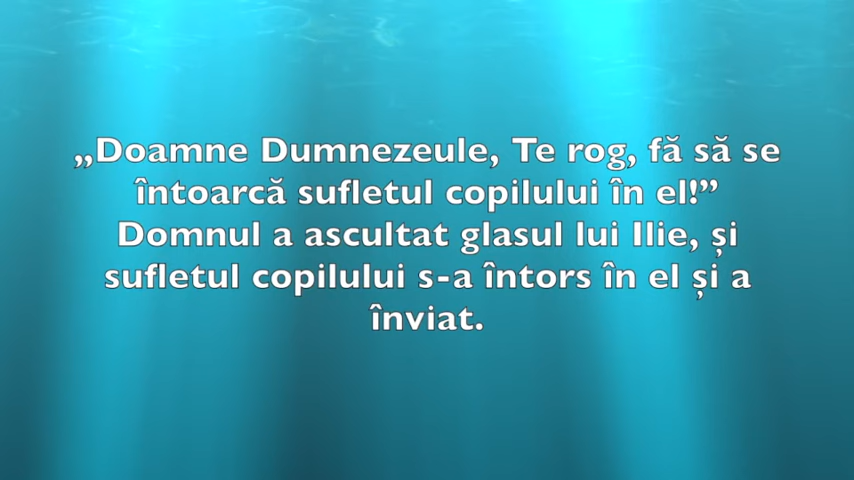 „Doamne Dumnezeule, Te rog, fă să se
întoarcă sufletul copilului în el!”
Domnul a ascultat glasul lui Ilie, și
sufletul copilului s-a întors în el și a
înviat.